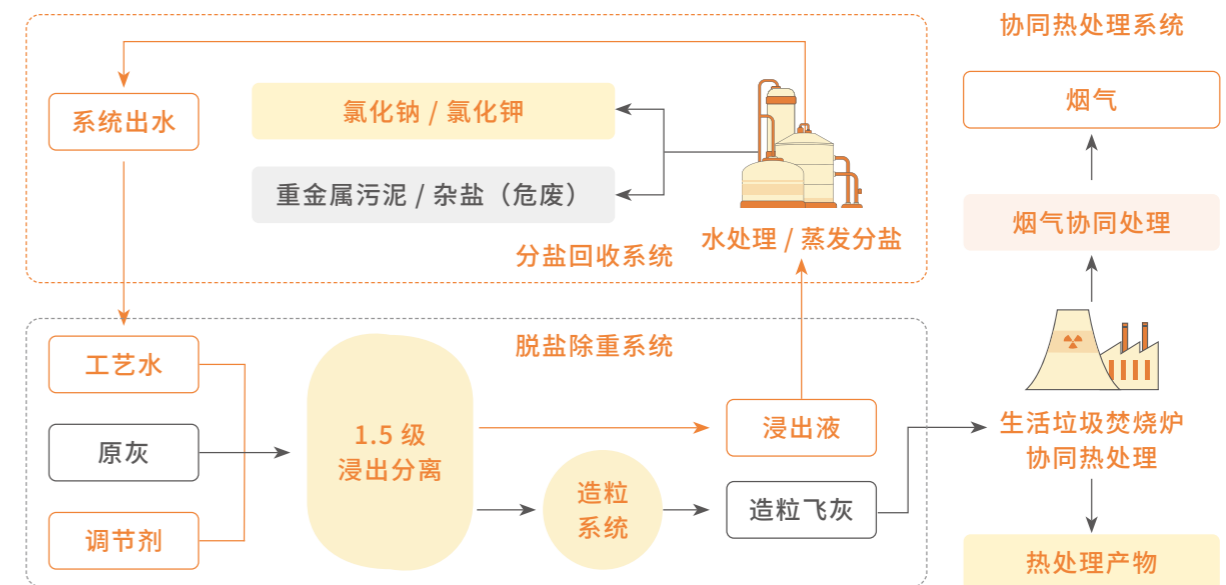 协同热处理系统
系统出水
氯化钠 / 氯化钾
重金属污泥 / 杂盐（危废）
水处理 / 蒸发分盐
分盐回收系统
烟气
烟气协同处理
脱盐除重系统
工艺水
原灰
调节剂
1.5 级
浸出分离
造粒
系统
浸出液
造粒飞灰
生活垃圾焚烧炉
协同热处理
热处理产物